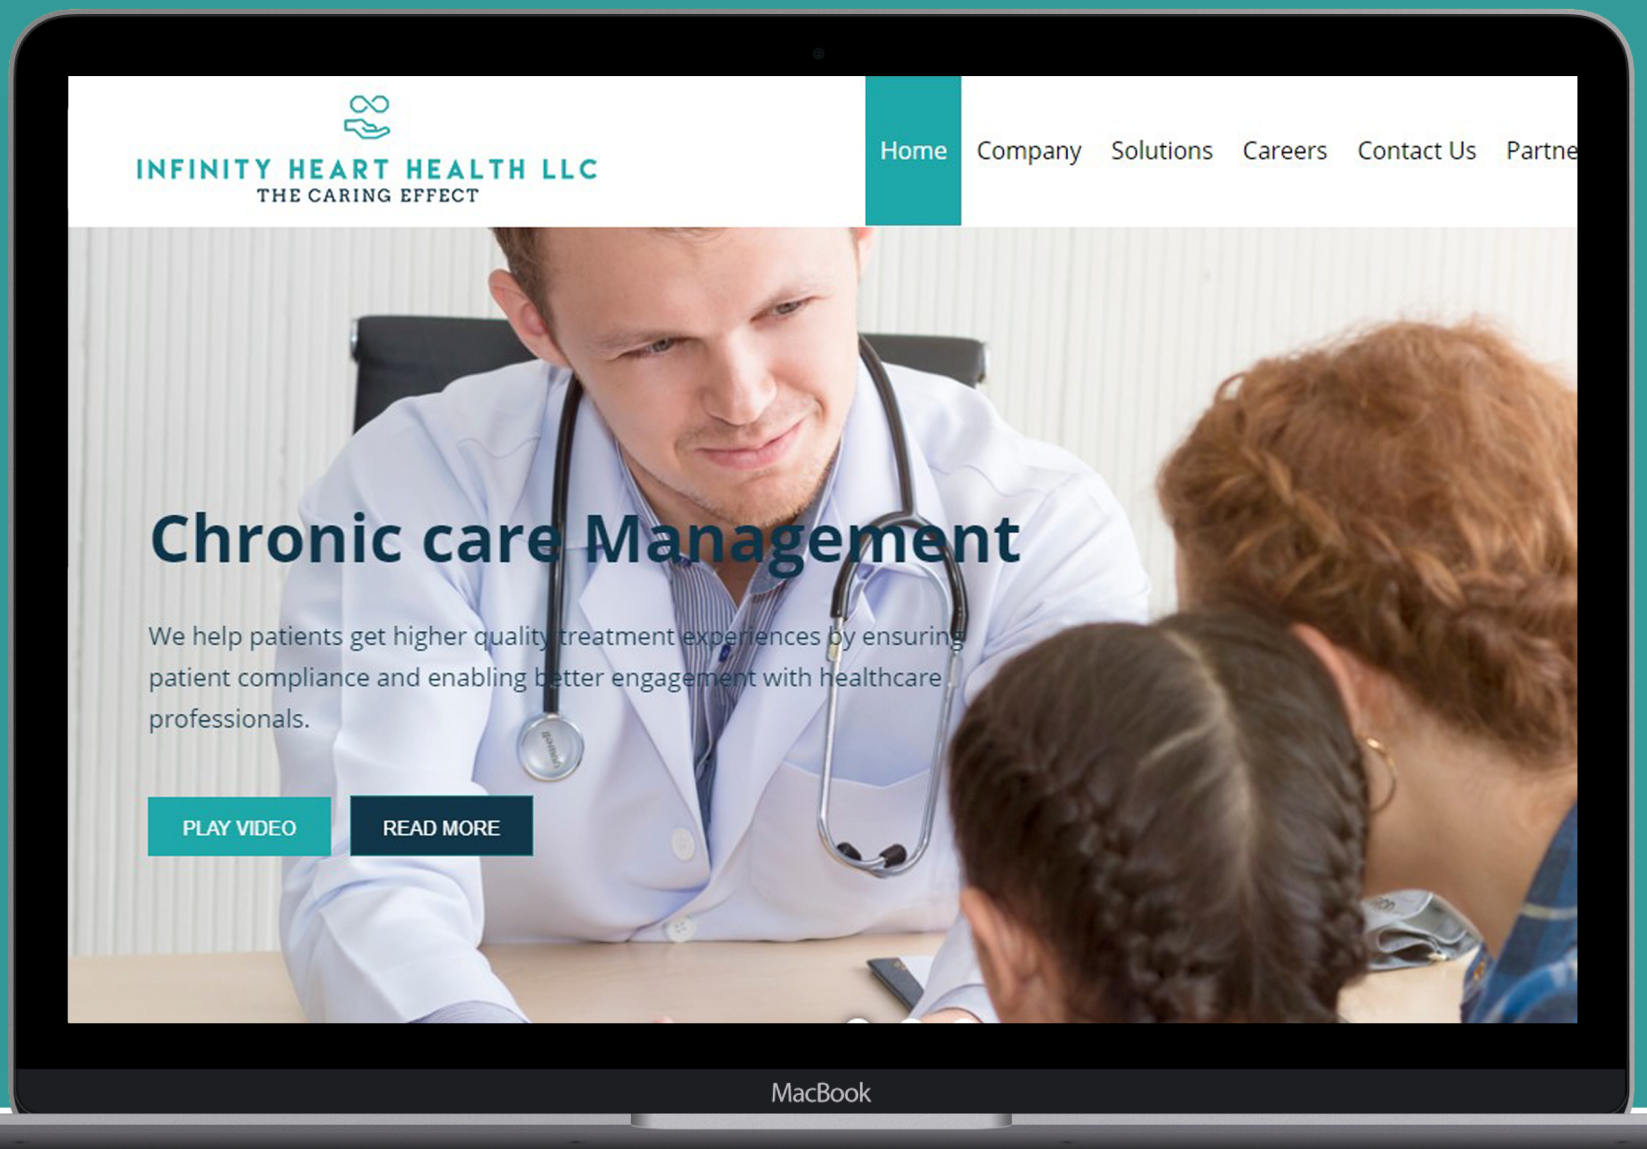 INFINITY HEART HEALTH LLC
THE CARING EFFECT
Home Company Solutions Careers Contact Us Partne
Chronic care Management
We help patients get higher quality treatment experiences by ensuring
patient compliance and enabling better engagement with healthcare
professionals.
PLAY VIDEO READ MORE
MacBook